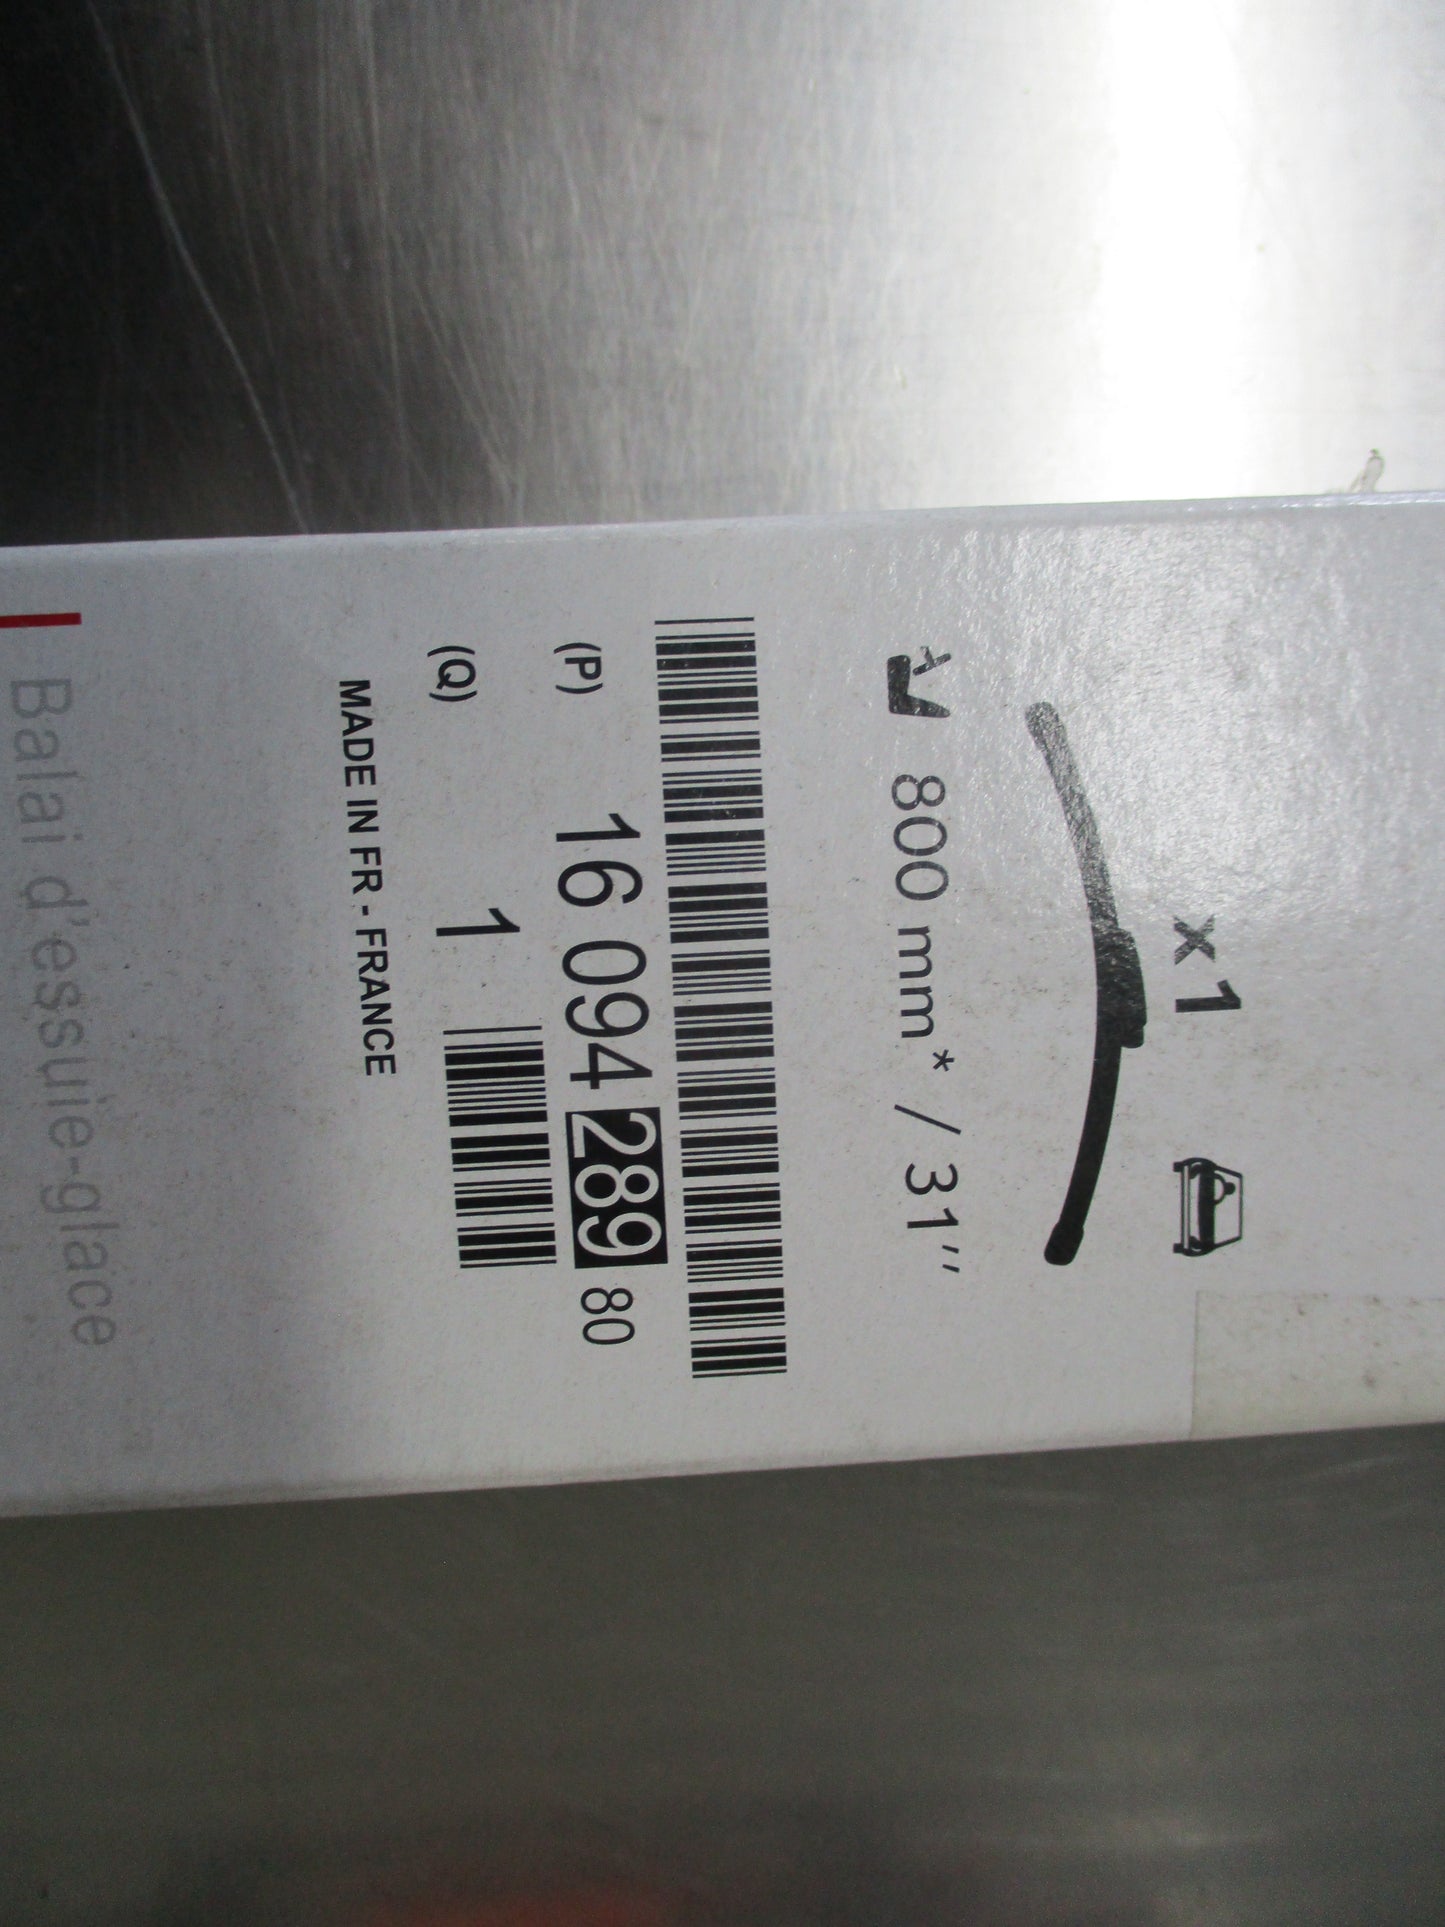 x1
800 mm* / 31''
(P) 16 094 289 80
(Q) 1
MADE IN FR - FRANCE
Balai d'essuie-glace